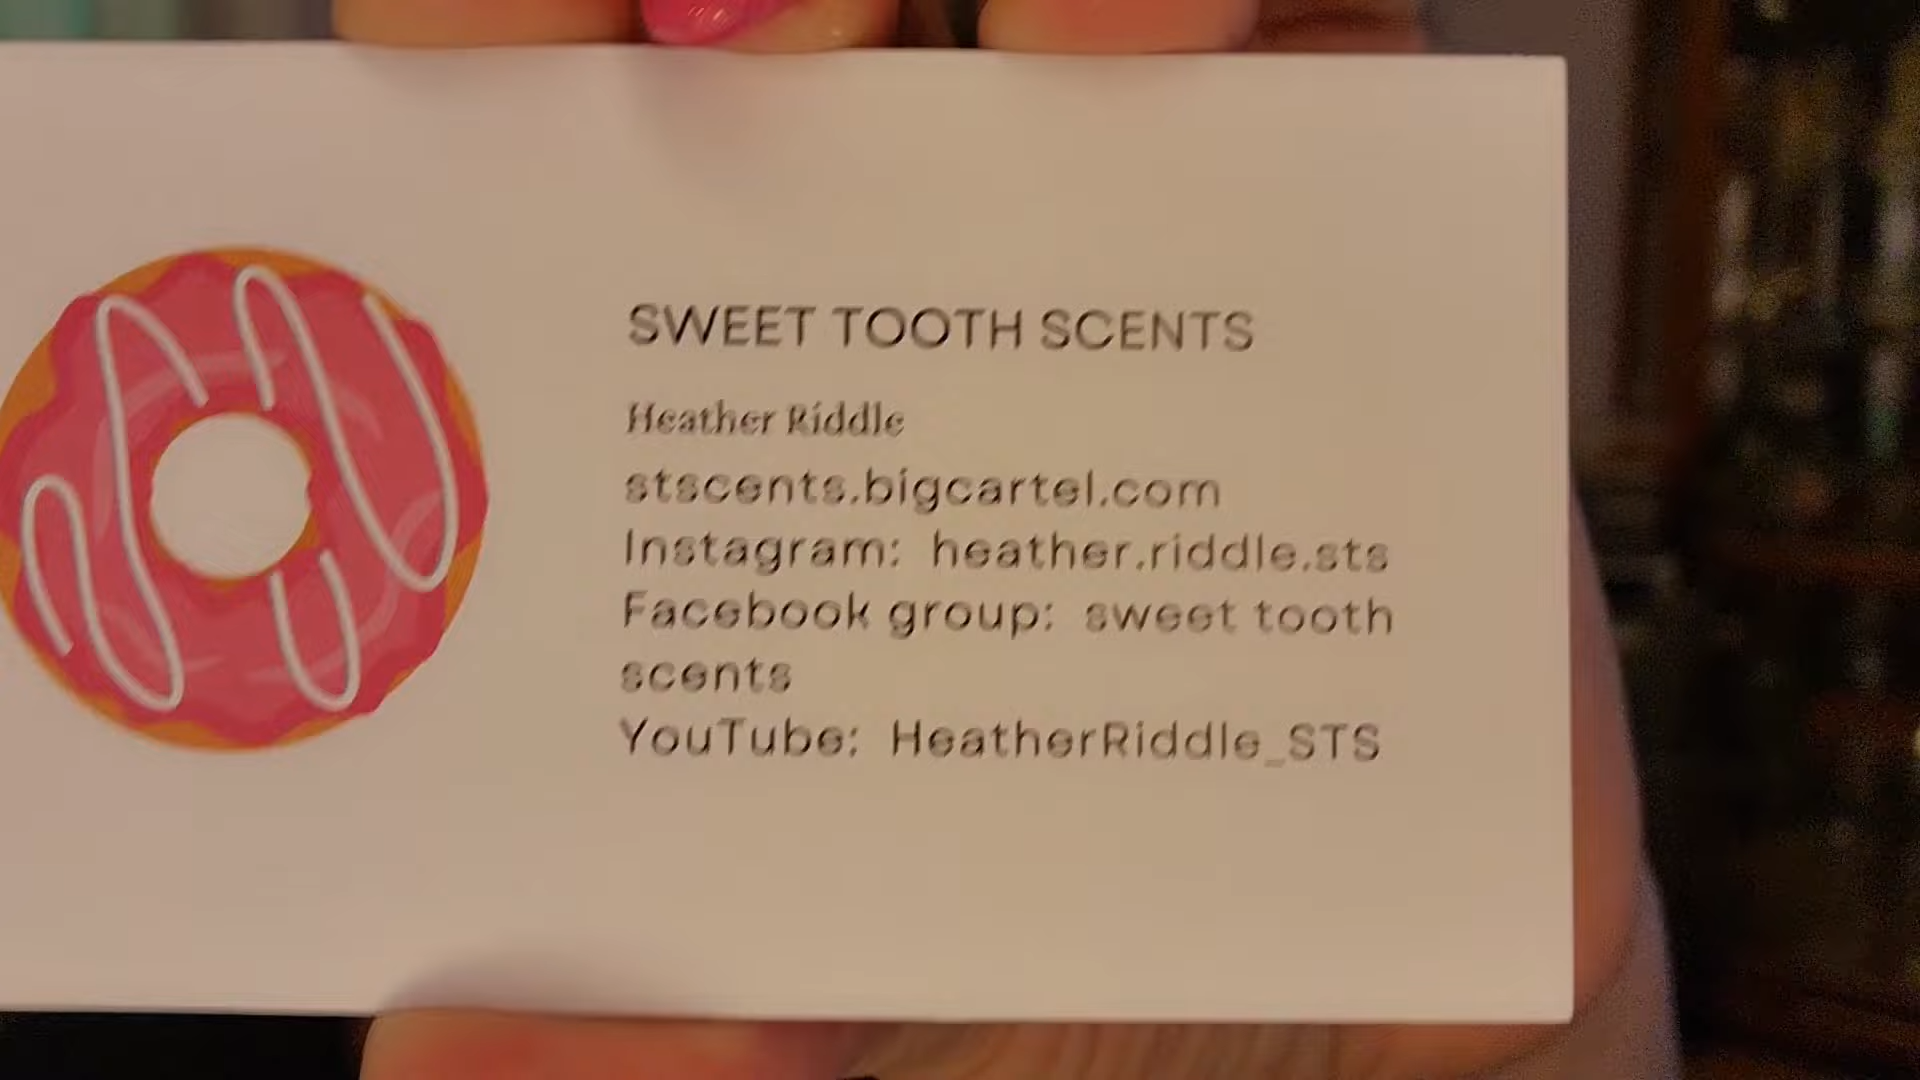 SWEET TOOTH SCENTS
Heather Riddle
stscents.bigcartel.com
Instagram: heather.riddle.sts
Facebook group: sweet tooth
scents
YouTube: HeatherRiddle_STS